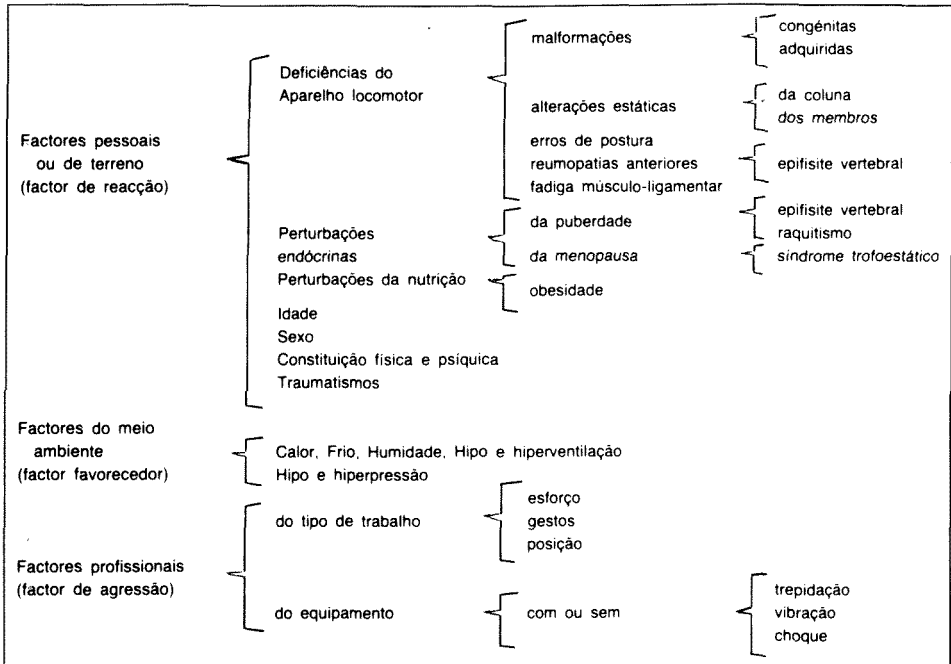 Factores pessoais
ou de terreno
(factor de reacção)
Deficiências do
Aparelho locomotor
malformações
congénitas
adquiridas
alterações estáticas
da coluna
dos membros
erros de postura
reumopatias anteriores
fadiga músculo-ligamentar
epifisite vertebral
Perturbações
endócrinas
da puberdade
epifisite vertebral
raquitismo
da menopausa
síndrome trofoestático
Perturbações da nutrição
obesidade
Idade
Sexo
Constituição física e psíquica
Traumatismos
Factores do meio
ambiente
(factor favorecedor)
Calor, Frio, Humidade, Hipo e hiperventilação
Hipo e hiperpressão
Factores profissionais
(factor de agressão)
do tipo de trabalho
esforço
gestos
posição
do equipamento
com ou sem
trepidação
vibração
choque